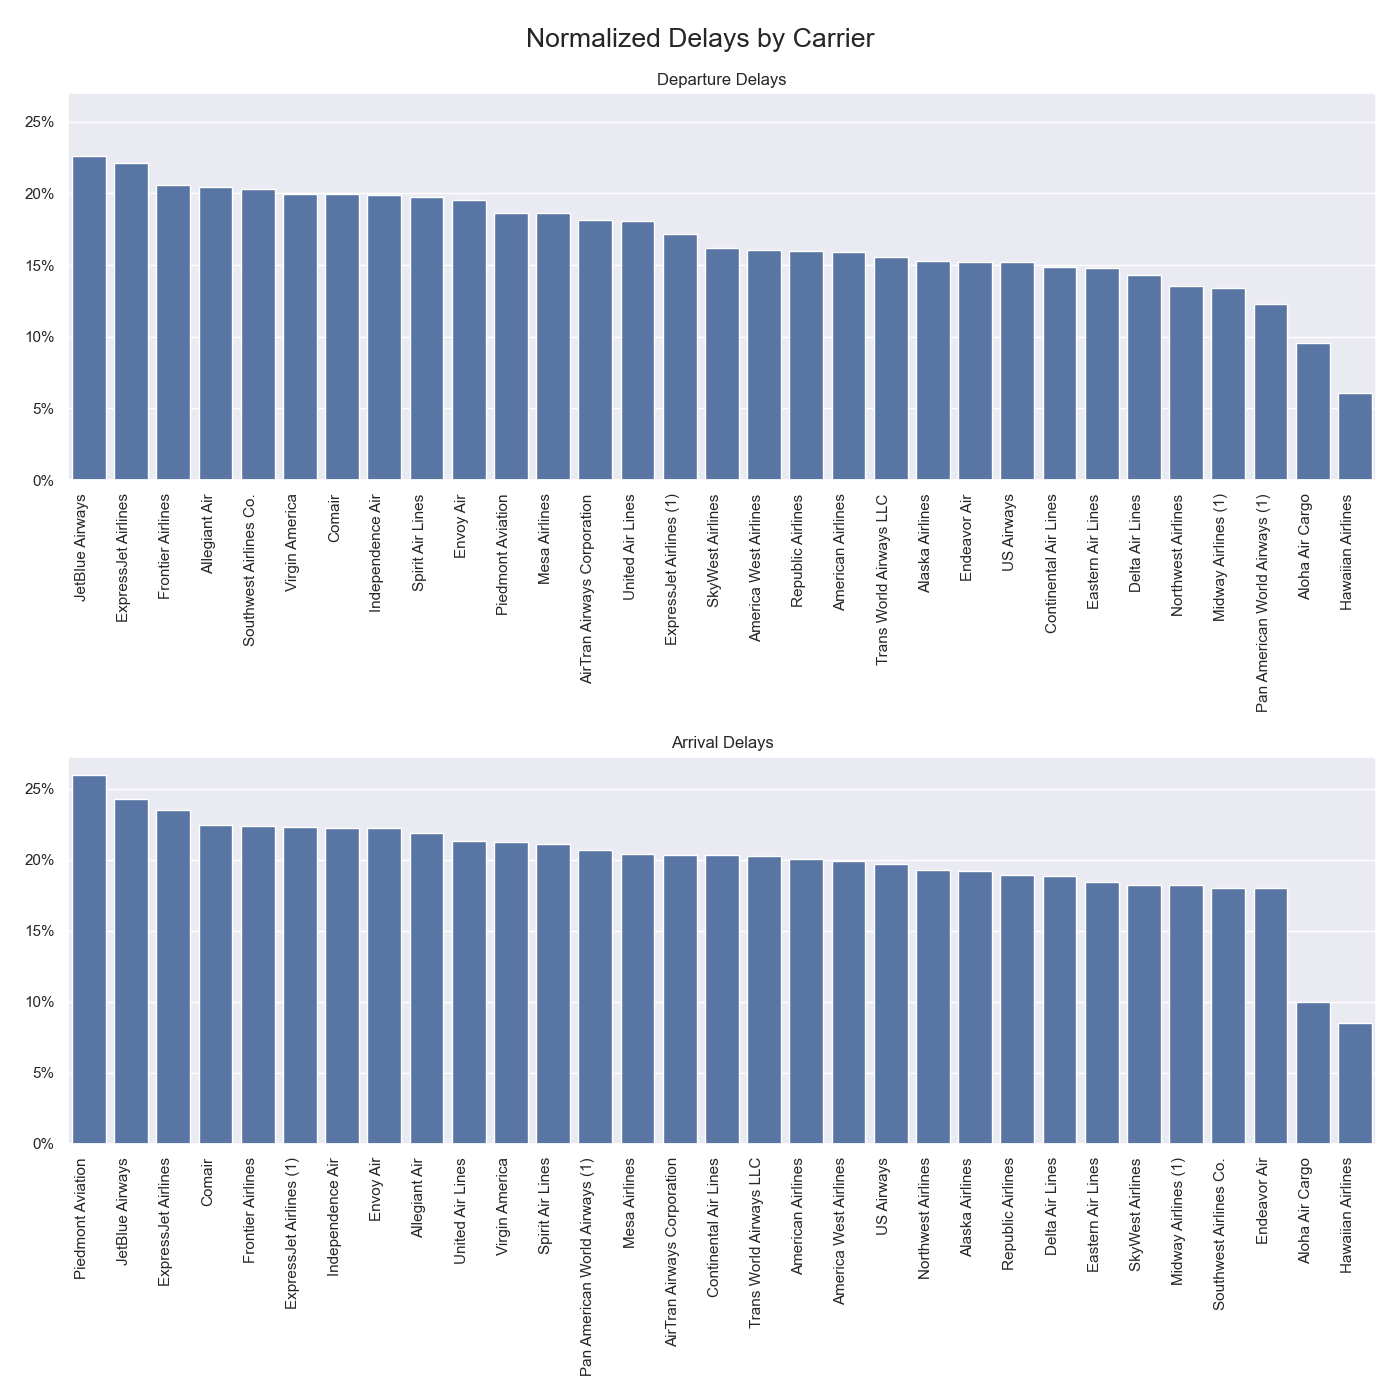 Normalized Delays by Carrier
Departure Delays
25%
20%
15%
10%
5%
0%
JetBlue Airways
ExpressJet Airlines
Frontier Airlines
Allegiant Air
Southwest Airlines Co.
Virgin America
Comair
Independence Air
Spirit Air Lines
Envoy Air
Piedmont Aviation
Mesa Airlines
AirTran Airways Corporation
United Air Lines
ExpressJet Airlines (1)
SkyWest Airlines
America West Airlines
Republic Airlines
American Airlines
Trans World Airways LLC
Alaska Airlines
Endeavor Air
US Airways
Continental Air Lines
Eastern Air Lines
Delta Air Lines
Northwest Airlines
Midway Airlines (1)
Pan American World Airways (1)
Aloha Air Cargo
Hawaiian Airlines
Arrival Delays
25%
20%
15%
10%
5%
0%
Piedmont Aviation
JetBlue Airways
ExpressJet Airlines
Comair
Frontier Airlines
ExpressJet Airlines (1)
Independence Air
Envoy Air
Allegiant Air
United Air Lines
Virgin America
Spirit Air Lines
Pan American World Airways (1)
Mesa Airlines
AirTran Airways Corporation
Continental Air Lines
Trans World Airways LLC
American Airlines
America West Airlines
US Airways
Northwest Airlines
Alaska Airlines
Republic Airlines
Delta Air Lines
Eastern Air Lines
SkyWest Airlines
Midway Airlines (1)
Southwest Airlines Co.
Endeavor Air
Aloha Air Cargo
Hawaiian Airlines